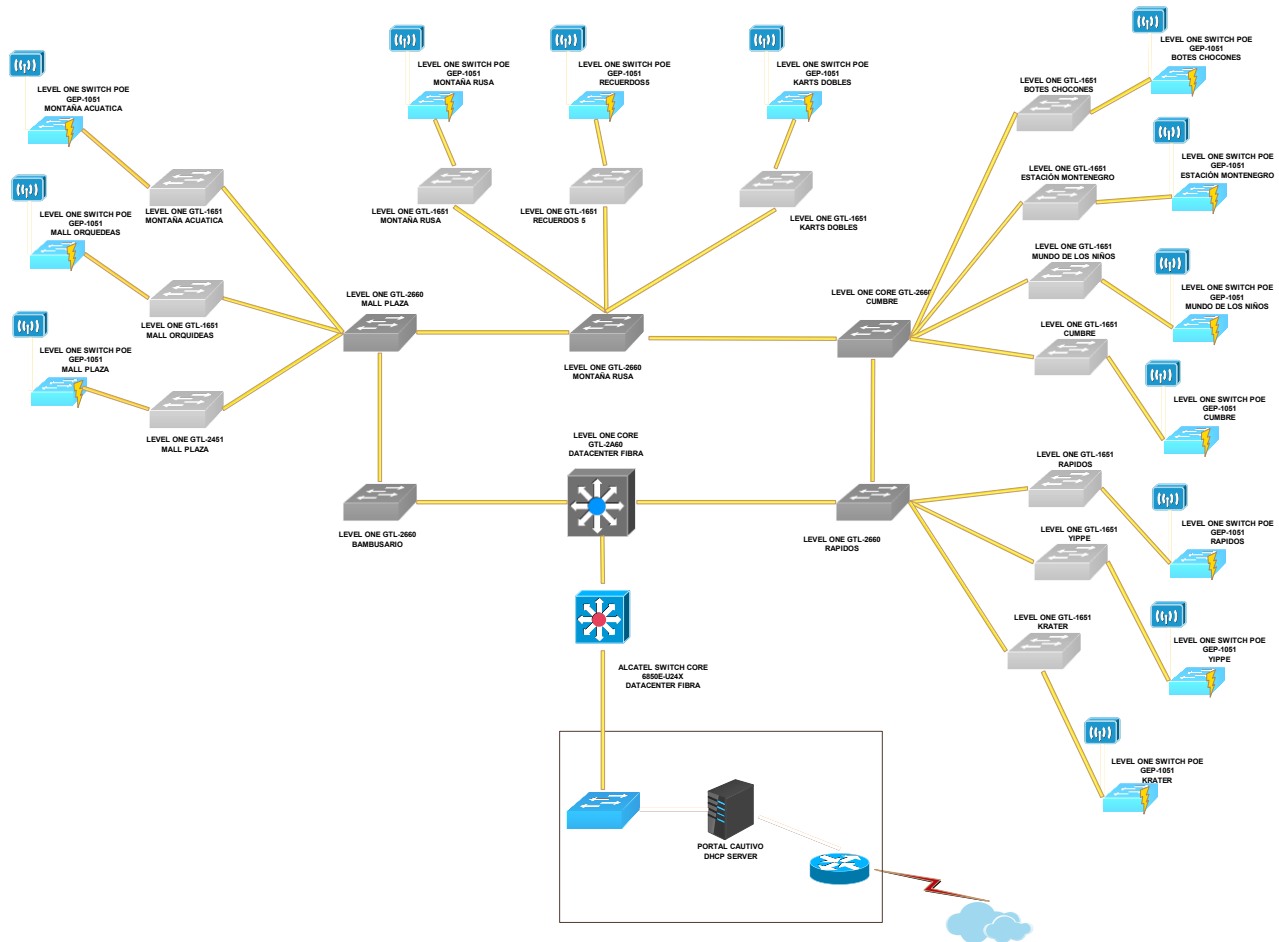 LEVEL ONE SWITCH POE
GEP-1051
MONTAÑA ACUATICA
LEVEL ONE GTL-1651
MONTAÑA ACUATICA
LEVEL ONE SWITCH POE
GEP-1051
MALL ORQUEDEAS
LEVEL ONE GTL-1651
MALL ORQUIDEAS
LEVEL ONE SWITCH POE
GEP-1051
MALL PLAZA
LEVEL ONE GTL-2451
MALL PLAZA
LEVEL ONE SWITCH POE
GEP-1051
MONTAÑA RUSA
LEVEL ONE GTL-1651
MONTAÑA RUSA
LEVEL ONE SWITCH POE
GEP-1051
RECUERDOS5
LEVEL ONE GTL-1651
RECUERDOS 5
LEVEL ONE SWITCH POE
GEP-1051
KARTS DOBLES
LEVEL ONE GTL-1651
KARTS DOBLES
LEVEL ONE GTL-2660
MALL PLAZA
LEVEL ONE GTL-2660
MONTAÑA RUSA
LEVEL ONE CORE GTL-2660
CUMBRE
LEVEL ONE GTL-2660
BAMBUSARIO
LEVEL ONE CORE
GTL-2A60
DATACENTER FIBRA
LEVEL ONE GTL-2660
RAPIDOS
ALCATEL SWITCH CORE
6850E-U24X
DATACENTER FIBRA
PORTAL CAUTIVO
DHCP SERVER
LEVEL ONE SWITCH POE
GEP-1051
BOTES CHOCONES
LEVEL ONE GTL-1651
BOTES CHOCONES
LEVEL ONE SWITCH POE
GEP-1051
ESTACIÓN MONTENEGRO
LEVEL ONE GTL-1651
ESTACIÓN MONTENEGRO
LEVEL ONE GTL-1651
MUNDO DE LOS NIÑOS
LEVEL ONE SWITCH POE
GEP-1051
MUNDO DE LOS NIÑOS
LEVEL ONE GTL-1651
CUMBRE
LEVEL ONE SWITCH POE
GEP-1051
CUMBRE
LEVEL ONE GTL-1651
RAPIDOS
LEVEL ONE SWITCH POE
GEP-1051
RAPIDOS
LEVEL ONE GTL-1651
YIPPE
LEVEL ONE SWITCH POE
GEP-1051
YIPPE
LEVEL ONE GTL-1651
KRATER
LEVEL ONE SWITCH POE
GEP-1051
KRATER